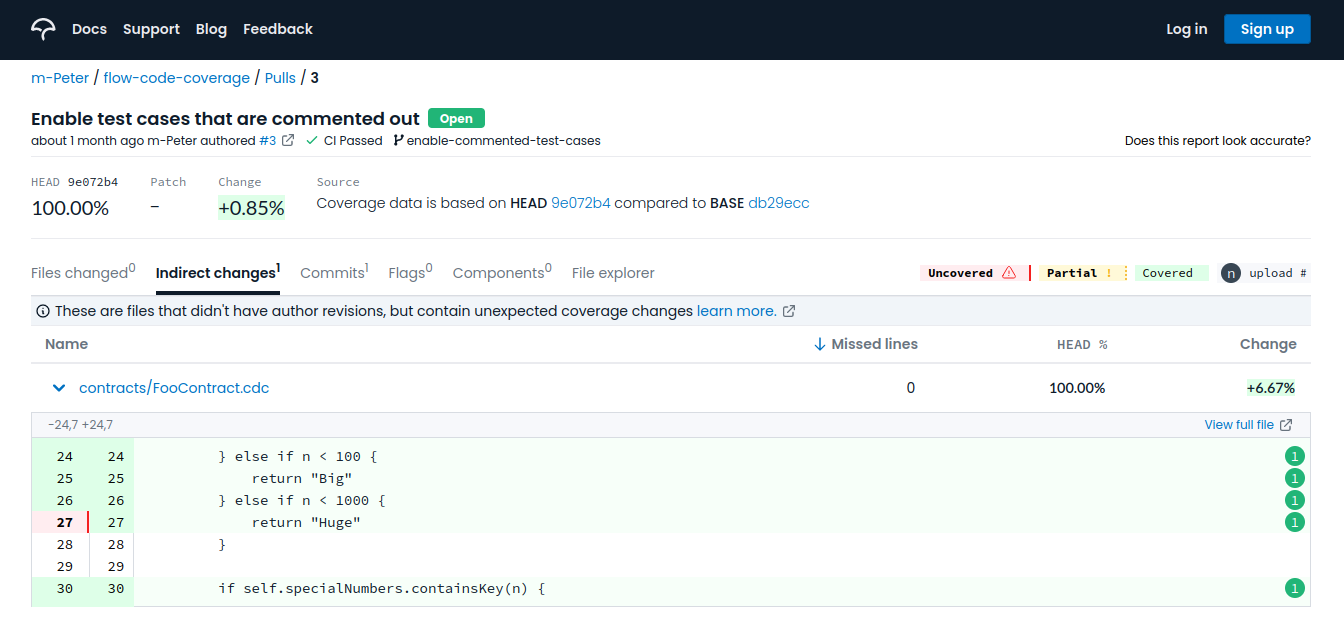 Docs Support Blog Feedback Log in Sign up
m-Peter / flow-code-coverage / Pulls / 3
Enable test cases that are commented out Open
about 1 month ago m-Peter authored #3 CI Passed enable-commented-test-cases Does this report look accurate?
HEAD 9e072b4 Patch Change Source
100.00% – +0.85% Coverage data is based on HEAD 9e072b4 compared to BASE db29ecc
Files changed0 Indirect changes1 Commits1 Flags0 Components0 File explorer Uncovered Partial ! Covered n upload #
These are files that didn't have author revisions, but contain unexpected coverage changes learn more.
Name Missed lines HEAD % Change
contracts/FooContract.cdc 0 100.00% +6.67%
-24,7 +24,7 View full file
24 24 } else if n < 100 { 1
25 25 return "Big" 1
26 26 } else if n < 1000 { 1
27 27 return "Huge" 1
28 28 }
29 29
30 30 if self.specialNumbers.containsKey(n) { 1